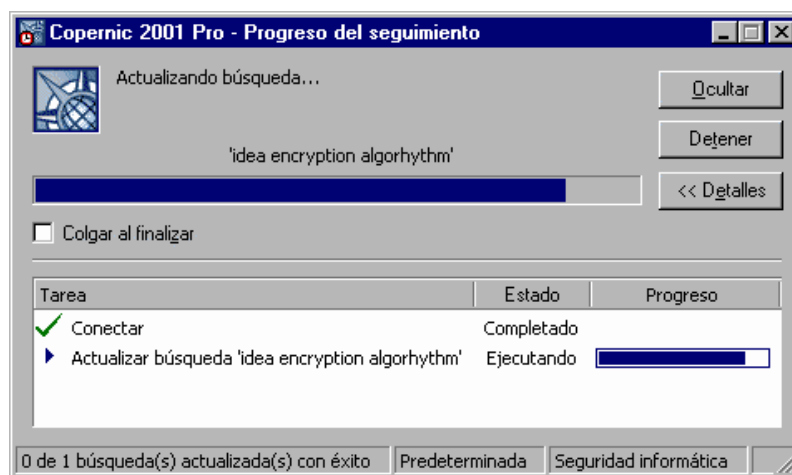 Copernic 2001 Pro - Progreso del seguimiento
Actualizando búsqueda...
Ocultar
'idea encryption algorhythm'
Detener
<< Detalles
Colgar al finalizar
Tarea Estado Progreso
Conectar Completado
Actualizar búsqueda 'idea encryption algorhythm' Ejecutando
0 de 1 búsqueda(s) actualizada(s) con éxito Predeterminada Seguridad informática